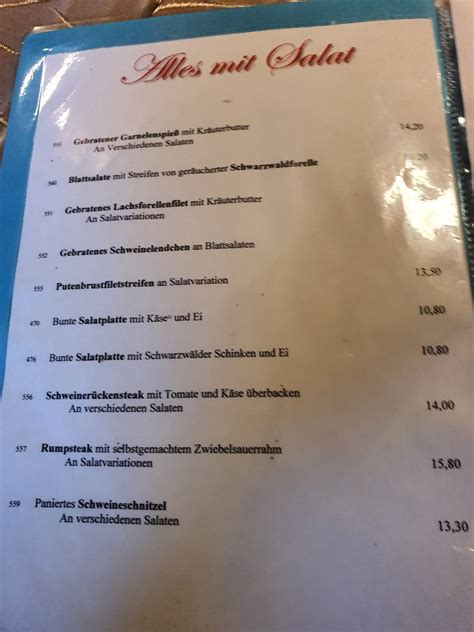 Alles mit Salat
553 Gebratener Garnelenspieß mit Kräuterbutter 14,20
An Verschiedenen Salaten
560 Blattsalate mit Streifen von geräucherter Schwarzwaldforelle
551 Gebratenes Lachsforellenfilet mit Kräuterbutter
An Salatvariationen
552 Gebratenes Schweinelendchen an Blattsalaten
555 Putenbrustfiletstreifen an Salatvariation 13,50
470 Bunte Salatplatte mit Käse und Ei 10,80
476 Bunte Salatplatte mit Schwarzwälder Schinken und Ei 10,80
556 Schweinerückensteak mit Tomate und Käse überbacken
An verschiedenen Salaten 14,00
557 Rumpsteak mit selbstgemachtem Zwiebelsauerrahm
An Salatvariationen 15,80
559 Paniertes Schweineschnitzel
An verschiedenen Salaten 13,30